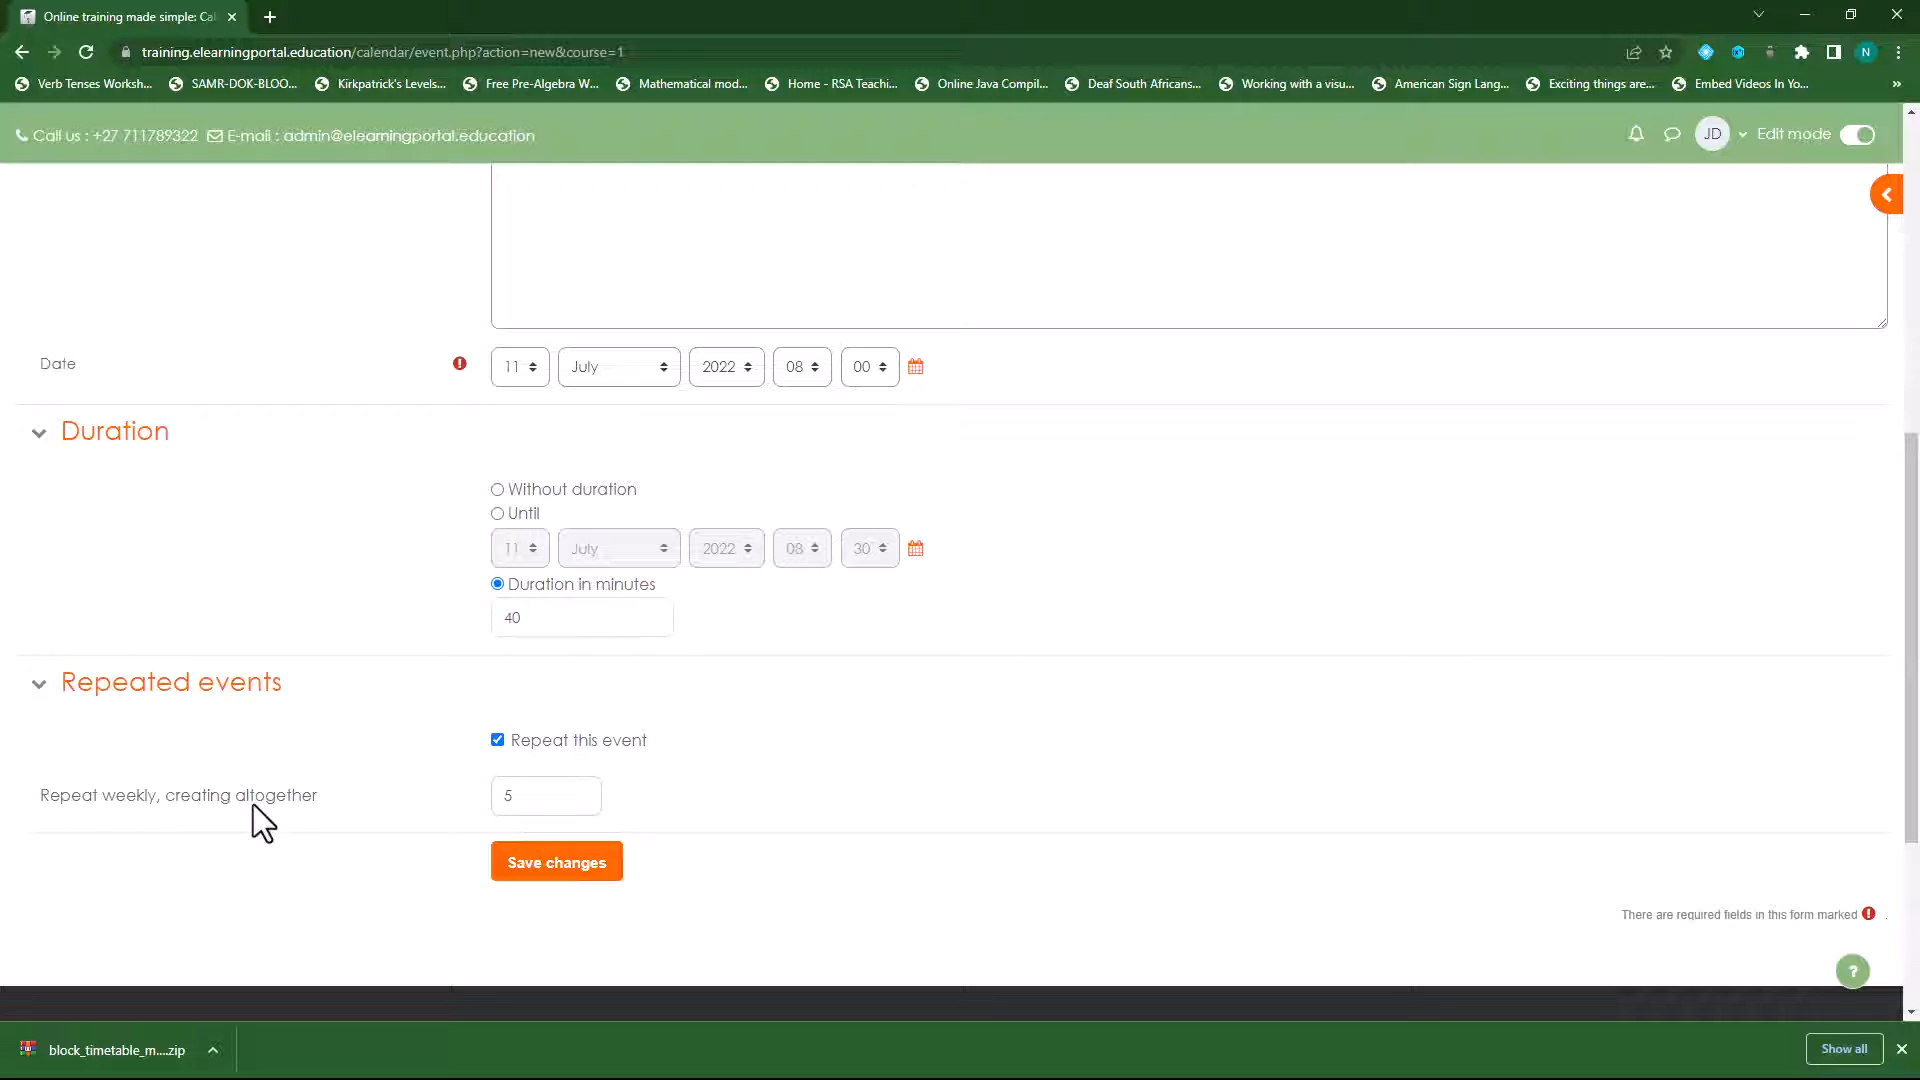 Online training made simple: Cal
training.elearningportal.education/calendar/event.php?action=new&course=1
N
Verb Tenses Worksh...
SAMR-DOK-BLOO...
Kirkpatrick's Levels...
Free Pre-Algebra W...
Mathematical mod...
Home - RSA Teachi...
Online Java Compil...
Deaf South Africans...
Working with a visu...
American Sign Lang...
Exciting things are...
Embed Videos In Yo...
»
Call us : +27 711789322 E-mail : admin@elearningportal.education
JD
Edit mode
Date
11
July
2022
08
00
Duration
Without duration
Until
11
July
2022
08
30
Duration in minutes
40
Repeated events
Repeat this event
Repeat weekly, creating altogether
5
Save changes
There are required fields in this form marked !.
?
block_timetable_m....zip
Show all